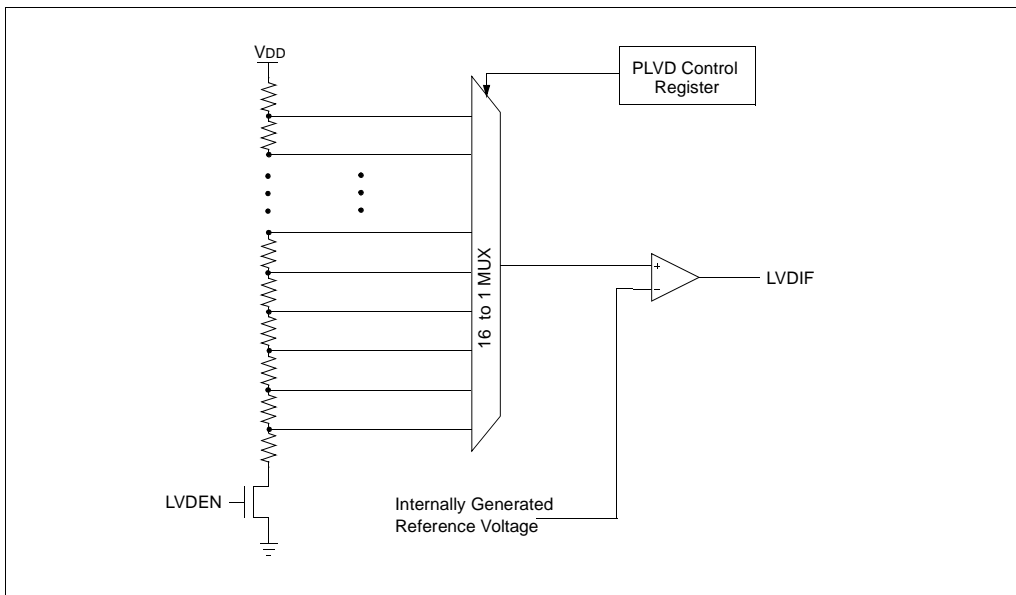 VDD
PLVD Control
Register
16 to 1 MUX
+
−
LVDIF
LVDEN
Internally Generated
Reference Voltage